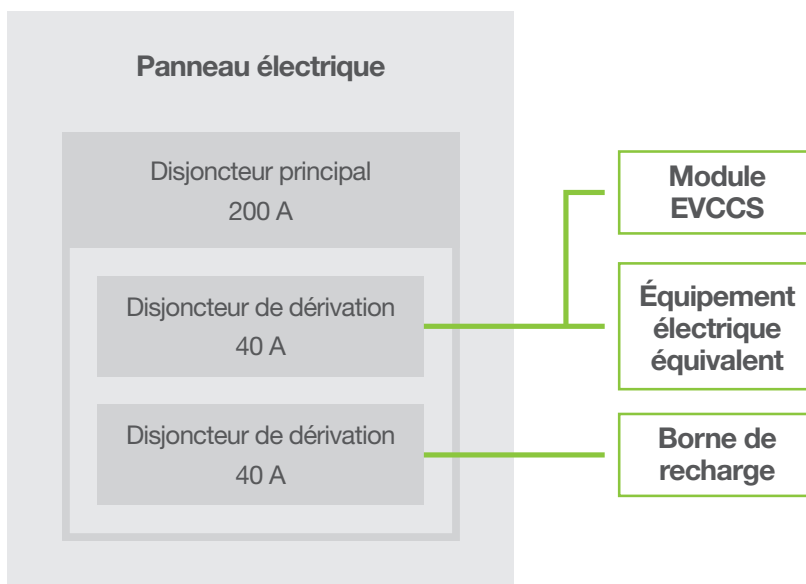 Panneau électrique
Disjoncteur principal
200 A
Disjoncteur de dérivation
40 A
Disjoncteur de dérivation
40 A
Module
EVCCS
Équipement
électrique
équivalent
Borne de
recharge